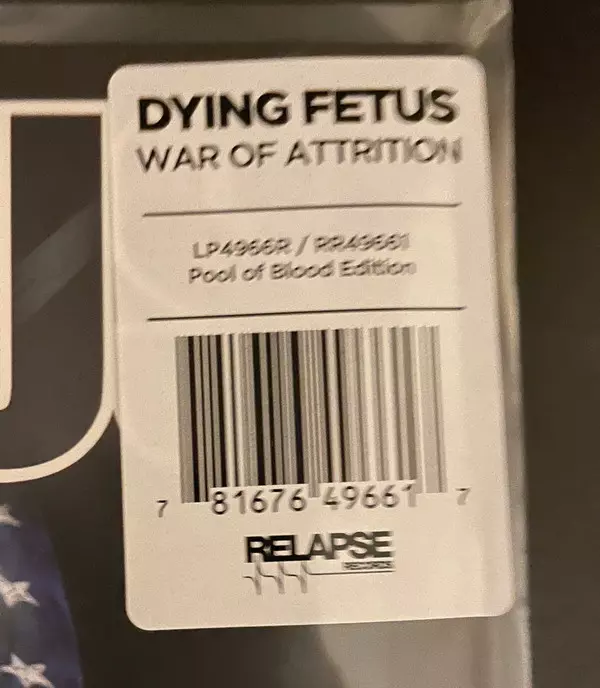 DYING FETUS
WAR OF ATTRITION
LP4966R / RR49661
Pool of Blood Edition
7 81676 49661 7
RELAPSE
RECORDS